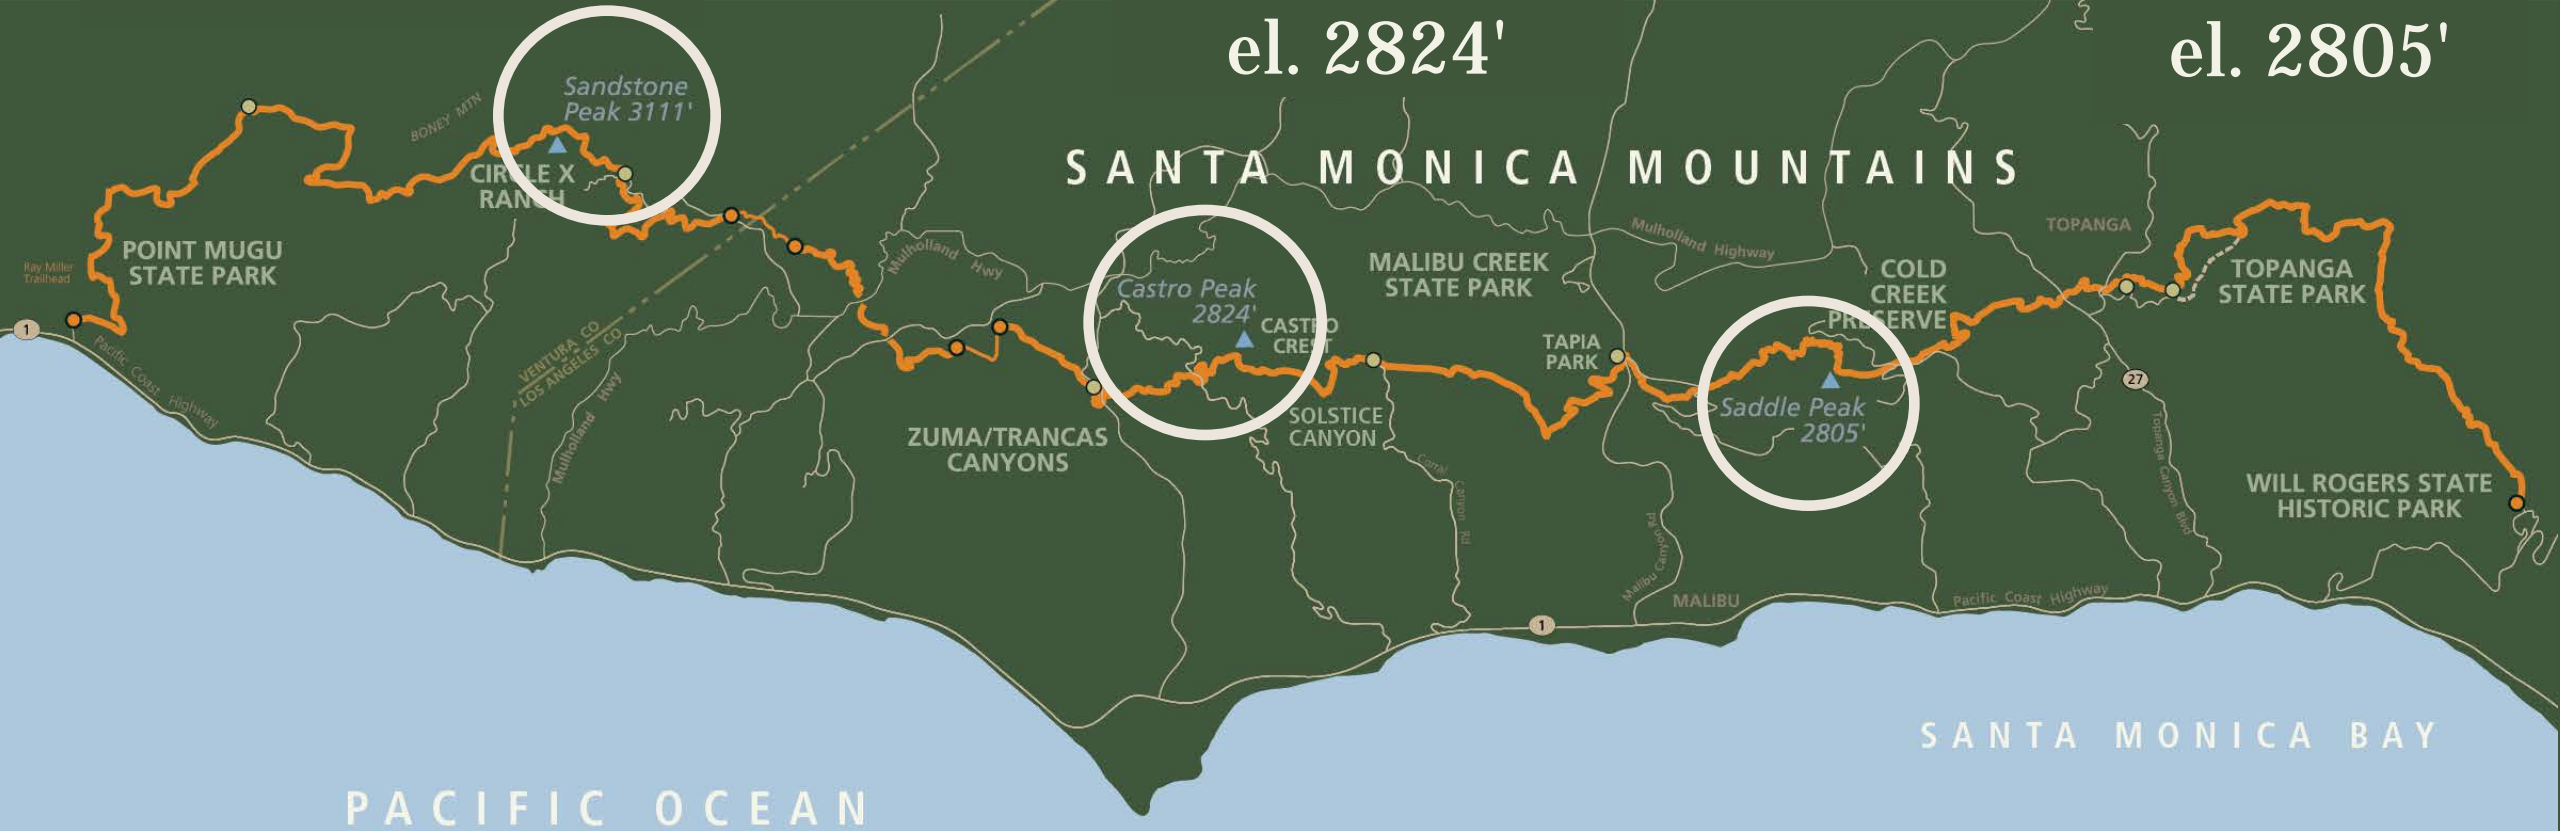 el. 2824'
el. 2805'
Sandstone
Peak 3111'
BONEY MTN
CIRCLE X
RANCH
SANTA MONICA MOUNTAINS
POINT MUGU
STATE PARK
Ray Miller
Trailhead
1
Pacific Coast Highway
VENTURA CO
LOS ANGELES CO
Mulholland Hwy
Mulholland Hwy
Castro Peak
2824'
CASTRO
CREST
ZUMA/TRANCAS
CANYONS
SOLSTICE
CANYON
Corral Canyon Rd
MALIBU CREEK
STATE PARK
Mulholland Highway
TAPIA
PARK
COLD
CREEK
PRESERVE
Saddle Peak
2805'
Malibu Canyon Rd
MALIBU
1
TOPANGA
TOPANGA
STATE PARK
27
Topanga Canyon Blvd
WILL ROGERS STATE
HISTORIC PARK
Pacific Coast Highway
SANTA MONICA BAY
PACIFIC OCEAN